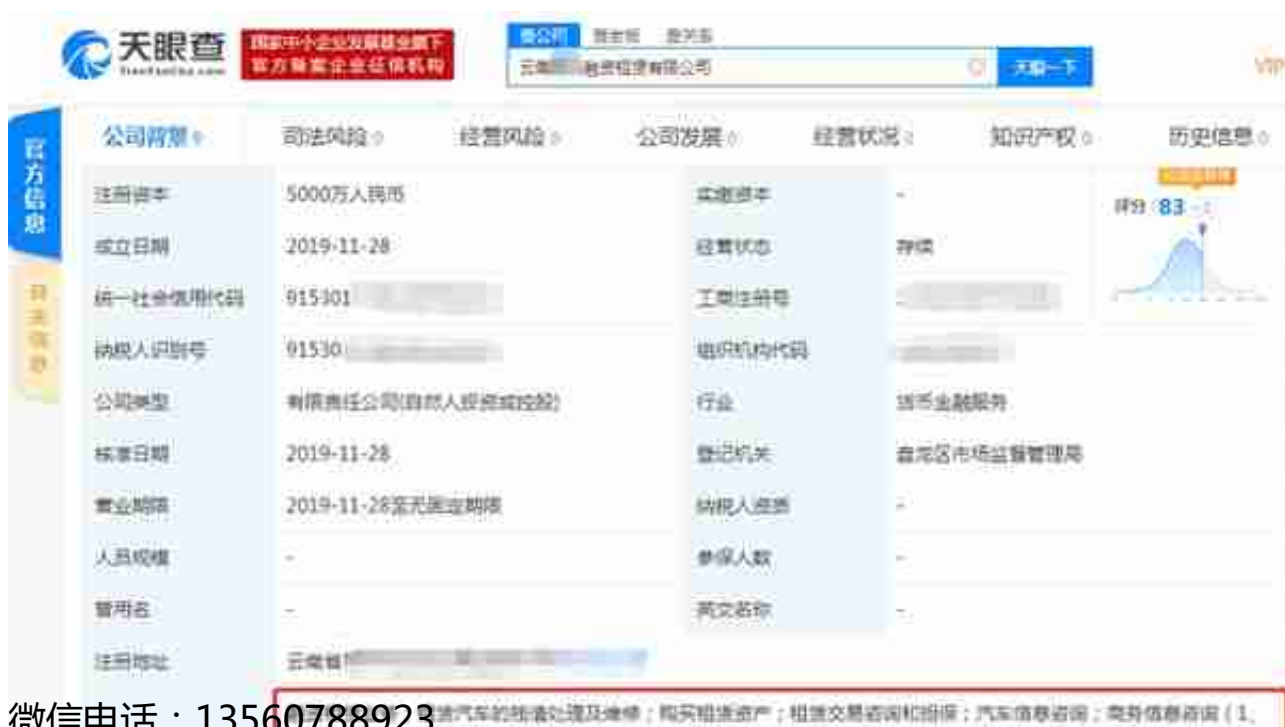 天眼查
TianYanCha.com
国家中小企业发展基金旗下
官方备案企业征信机构
查公司 查老板 查关系
云南 融资租赁有限公司
天眼一下
VIP
官方信息
公司背景 司法风险 经营风险 公司发展 经营状况 知识产权 历史信息
注册资本 5000万人民币 实缴资本 -
评分 83
成立日期 2019-11-28 经营状态 存续
统一社会信用代码 915301 工商注册号
纳税人识别号 91530 组织机构代码
公司类型 有限责任公司(自然人投资或控股) 行业 货币金融服务
核准日期 2019-11-28 登记机关 盘龙区市场监督管理局
营业期限 2019-11-28至无固定期限 纳税人资质 -
人员规模 - 参保人数 -
曾用名 - 英文名称 -
注册地址 云南省
租赁汽车的残值处理及维修;购买租赁资产;租赁交易咨询和担保;汽车信息咨询;商务信息咨询(1、
微信电话:13560788923